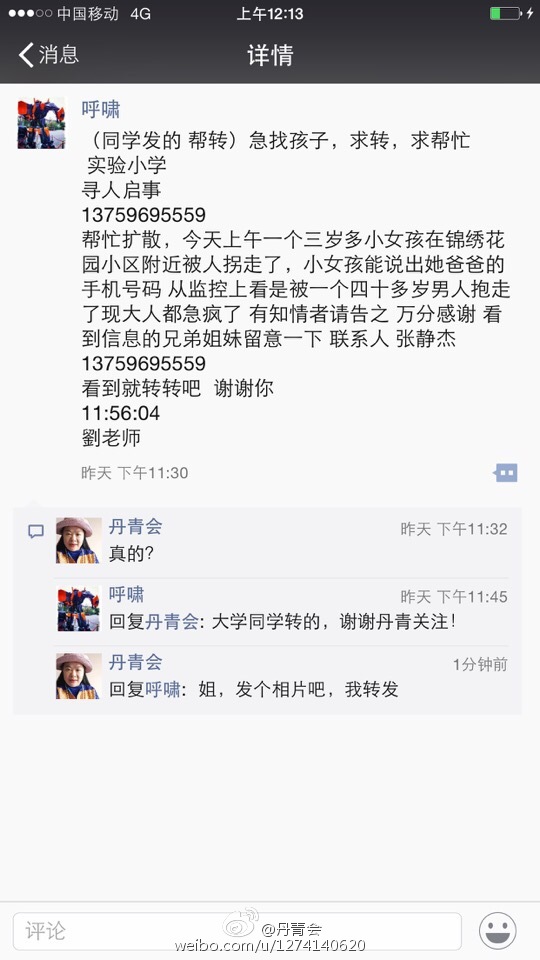 中国移动 4G 上午12:13
消息 详情
呼啸
（同学发的 帮转）急找孩子，求转，求帮忙
实验小学
寻人启事
13759695559
帮忙扩散，今天上午一个三岁多小女孩在锦绣花
园小区附近被人拐走了，小女孩能说出她爸爸的
手机号码 从监控上看是被一个四十多岁男人抱走
了现大人都急疯了 有知情者请告之 万分感谢 看
到信息的兄弟姐妹留意一下 联系人 张静杰
13759695559
看到就转转吧 谢谢你
11:56:04
劉老师
昨天 下午11:30
丹青会 昨天 下午11:32
真的?
呼啸 昨天 下午11:45
回复丹青会: 大学同学转的，谢谢丹青关注！
丹青会 1分钟前
回复呼啸: 姐，发个相片吧，我转发
评论
@丹青会
weibo.com/u/1274140620